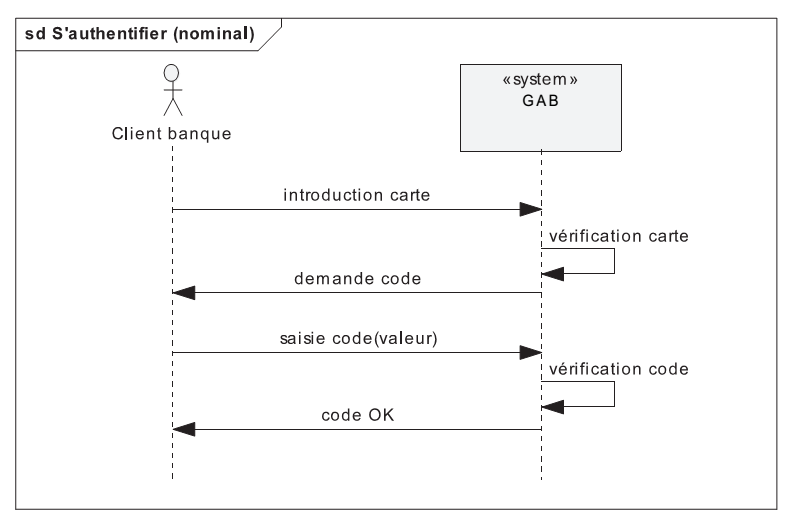 sd S'authentifier (nominal)
«system»
GAB
Client banque
introduction carte
vérification carte
demande code
saisie code(valeur)
vérification code
code OK